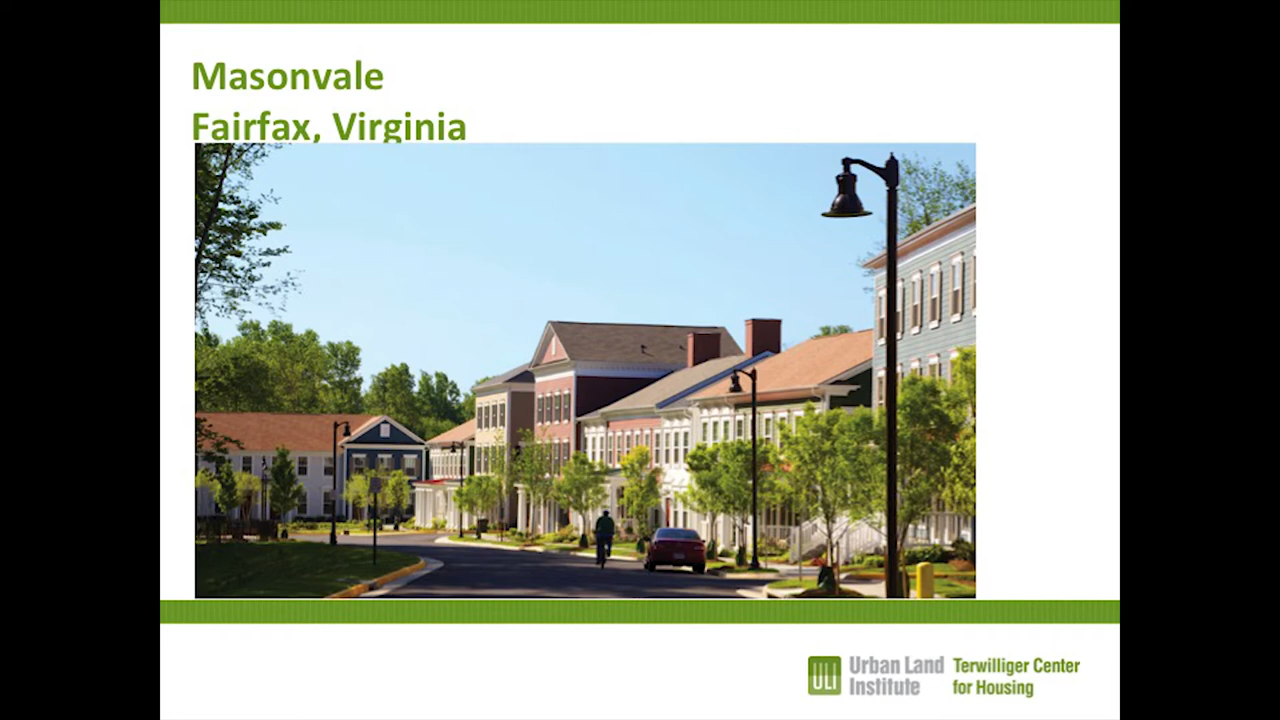 Masonvale
Fairfax, Virginia
ULI
Urban Land
Institute
Terwilliger Center
for Housing